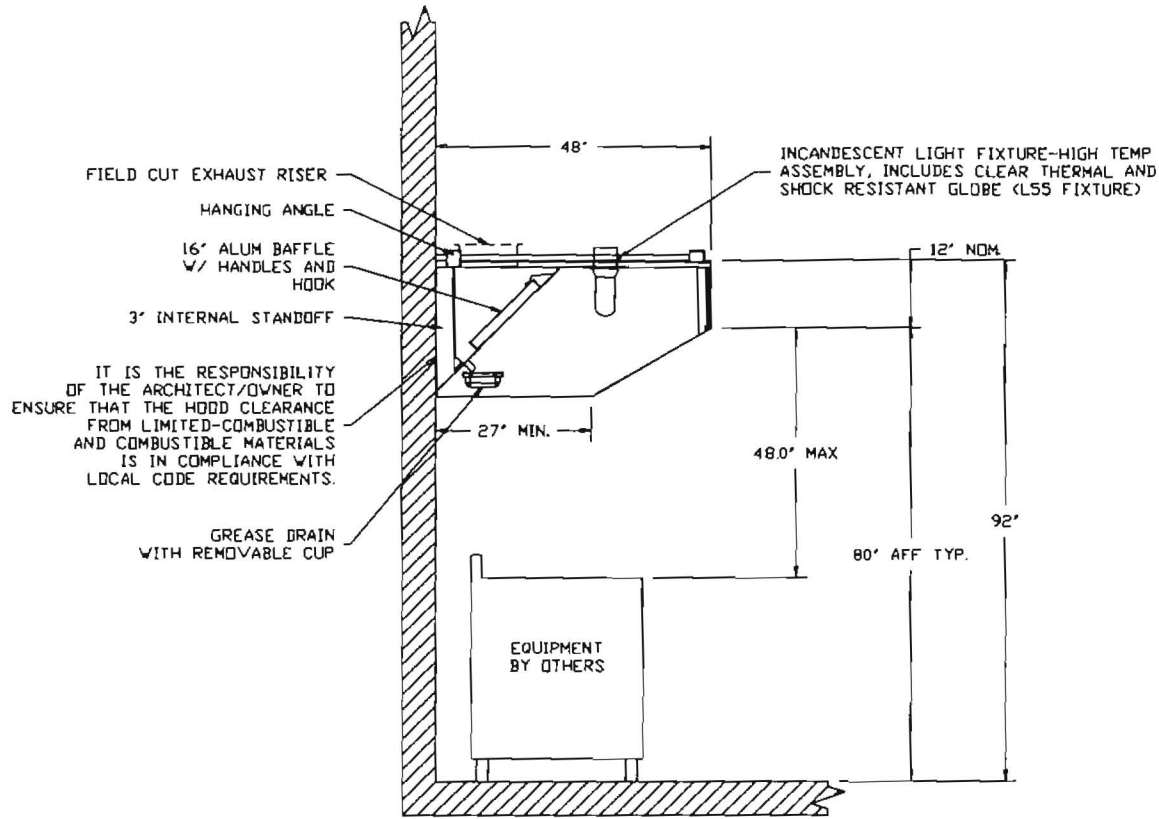 48"
FIELD CUT EXHAUST RISER
HANGING ANGLE
16" ALUM BAFFLE
W/ HANDLES AND
HOOK
3" INTERNAL STANDOFF
IT IS THE RESPONSIBILITY
OF THE ARCHITECT/OWNER TO
ENSURE THAT THE HOOD CLEARANCE
FROM LIMITED-COMBUSTIBLE
AND COMBUSTIBLE MATERIALS
IS IN COMPLIANCE WITH
LOCAL CODE REQUIREMENTS.
GREASE DRAIN
WITH REMOVABLE CUP
INCANDESCENT LIGHT FIXTURE-HIGH TEMP
ASSEMBLY, INCLUDES CLEAR THERMAL AND
SHOCK RESISTANT GLOBE (L55 FIXTURE)
12" NOM.
27" MIN.
48.0" MAX
92"
80" AFF TYP.
EQUIPMENT
BY OTHERS